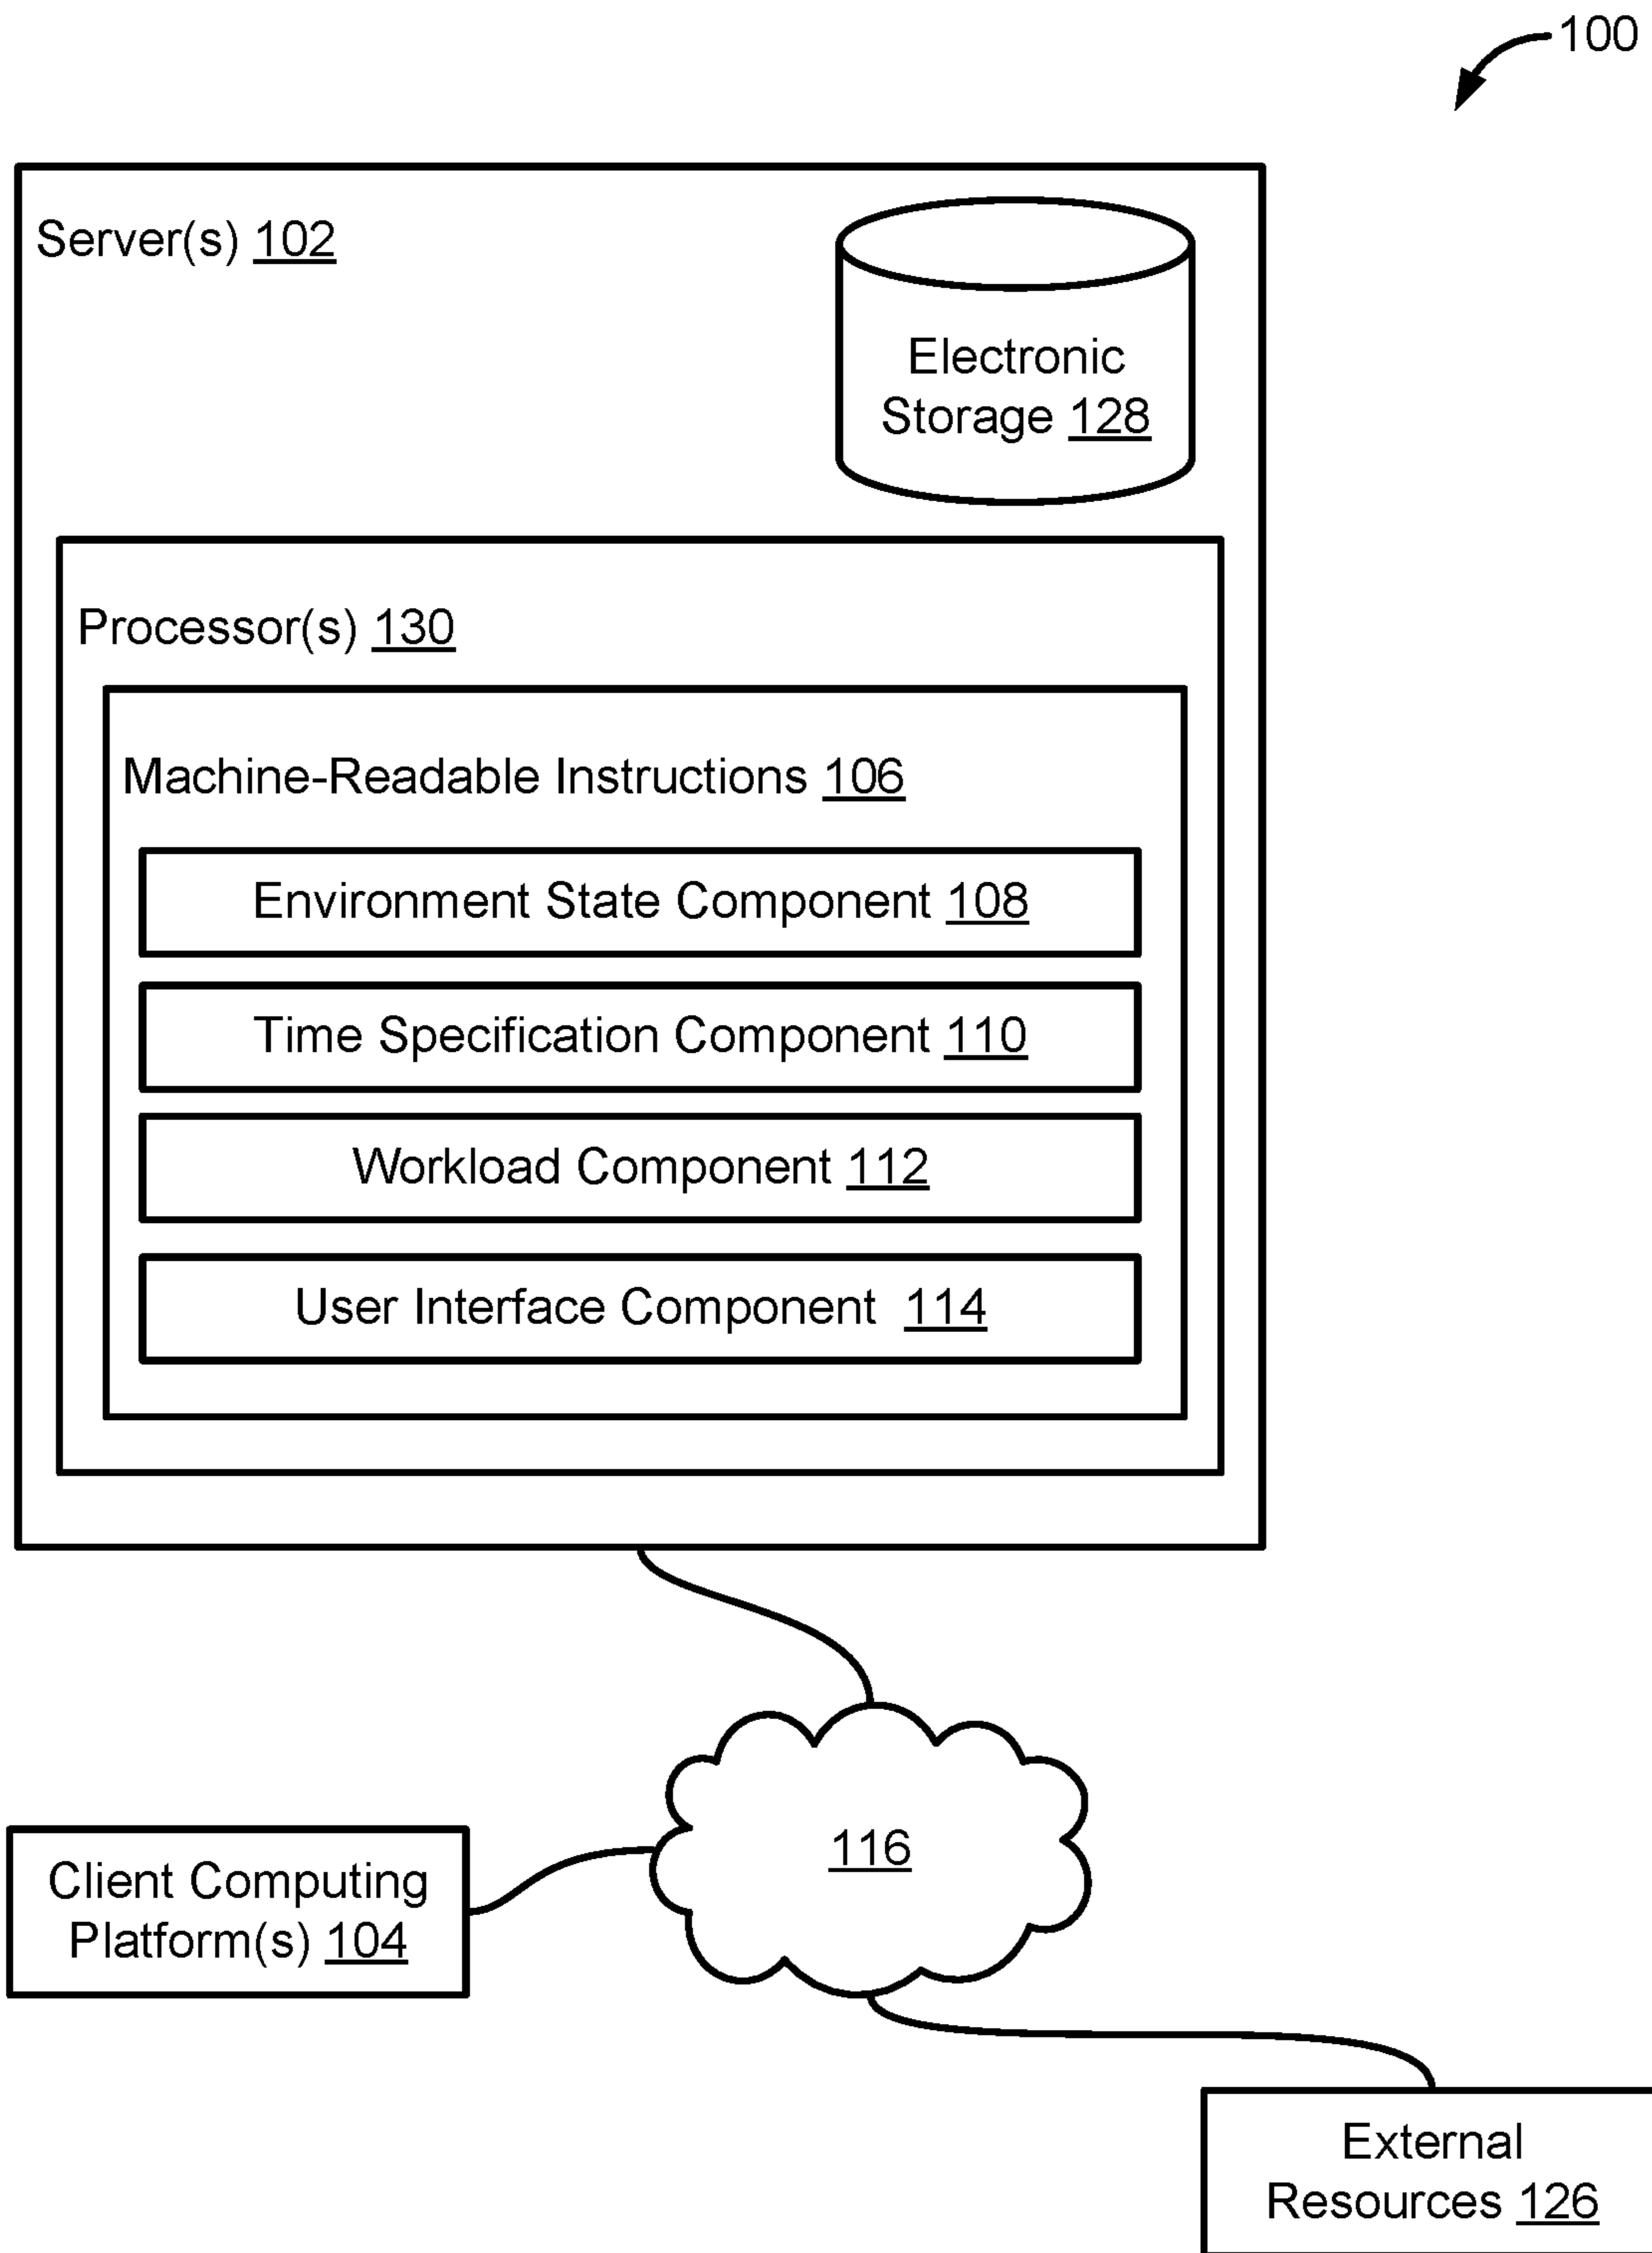 100
Server(s) 102
Electronic
Storage 128
Processor(s) 130
Machine-Readable Instructions 106
Environment State Component 108
Time Specification Component 110
Workload Component 112
User Interface Component 114
116
Client Computing
Platform(s) 104
External
Resources 126